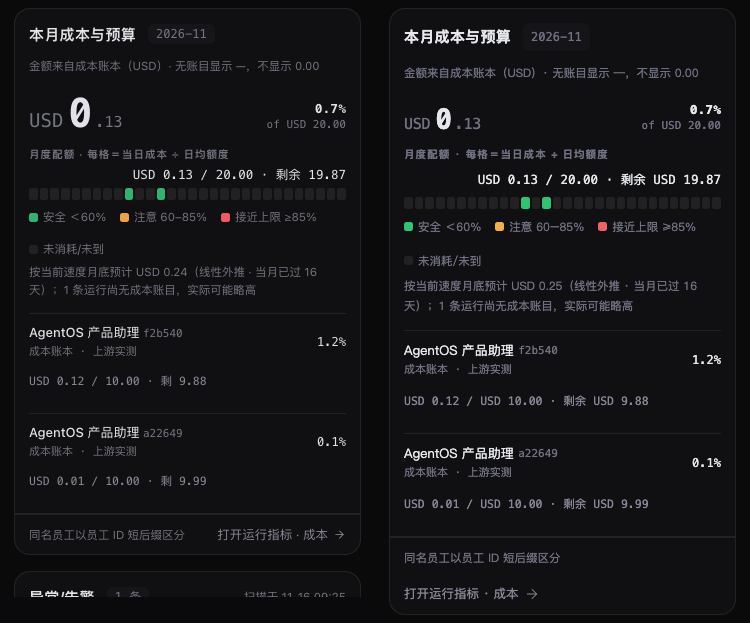 本月成本与预算 2026-11
金额来自成本账本（USD）· 无账目显示 —，不显示 0.00
USD 0.13
0.7%
of USD 20.00
月度配额 · 每格＝当日成本 ÷ 日均额度
USD 0.13 / 20.00 · 剩余 19.87
安全 <60% 注意 60–85% 接近上限 ≥85%
未消耗/未到
按当前速度月底预计 USD 0.24（线性外推 · 当月已过 16
天）；1 条运行尚无成本账目，实际可能略高
AgentOS 产品助理 f2b540
成本账本 · 上游实测
1.2%
USD 0.12 / 10.00 · 剩 9.88
AgentOS 产品助理 a22649
成本账本 · 上游实测
0.1%
USD 0.01 / 10.00 · 剩 9.99
同名员工以员工 ID 短后缀区分 打开运行指标 · 成本 →
异常/告警 1 条
本月成本与预算 2026-11
金额来自成本账本（USD）· 无账目显示 —，不显示 0.00
USD 0.13
0.7%
of USD 20.00
月度配额 · 每格＝当日成本 ÷ 日均额度
USD 0.13 / 20.00 · 剩余 USD 19.87
安全 <60% 注意 60–85% 接近上限 ≥85%
未消耗/未到
按当前速度月底预计 USD 0.25（线性外推 · 当月已过 16
天）；1 条运行尚无成本账目，实际可能略高
AgentOS 产品助理 f2b540
成本账本 · 上游实测
1.2%
USD 0.12 / USD 10.00 · 剩余 USD 9.88
AgentOS 产品助理 a22649
成本账本 · 上游实测
0.1%
USD 0.01 / USD 10.00 · 剩余 USD 9.99
同名员工以员工 ID 短后缀区分
打开运行指标 · 成本 →